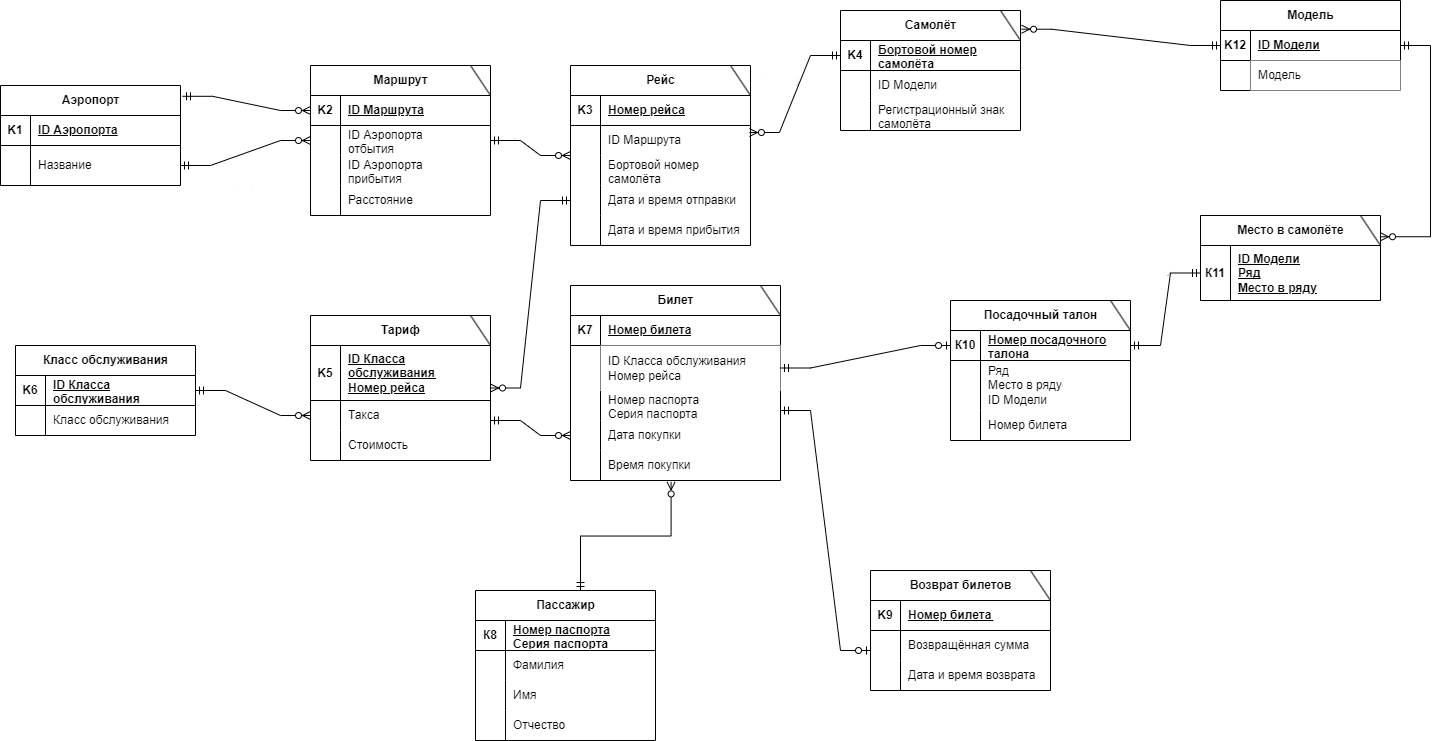 Аэропорт
K1
ID Аэропорта
Название
Маршрут
K2
ID Маршрута
ID Аэропорта
отбытия
ID Аэропорта
прибытия
Расстояние
Рейс
K3
Номер рейса
ID Маршрута
Бортовой номер
самолёта
Дата и время отправки
Дата и время прибытия
Самолёт
K4
Бортовой номер
самолёта
ID Модели
Регистрационный знак
самолёта
Модель
K12
ID Модели
Модель
Место в самолёте
K11
ID Модели
Ряд
Место в ряду
Класс обслуживания
K6
ID Класса
обслуживания
Класс обслуживания
Тариф
K5
ID Класса
обслуживания
Номер рейса
Такса
Стоимость
Билет
K7
Номер билета
ID Класса обслуживания
Номер рейса
Номер паспорта
Серия паспорта
Дата покупки
Время покупки
Посадочный талон
K10
Номер посадочного
талона
Ряд
Место в ряду
ID Модели
Номер билета
Пассажир
K8
Номер паспорта
Серия паспорта
Фамилия
Имя
Отчество
Возврат билетов
K9
Номер билета
Возвращённая сумма
Дата и время возврата